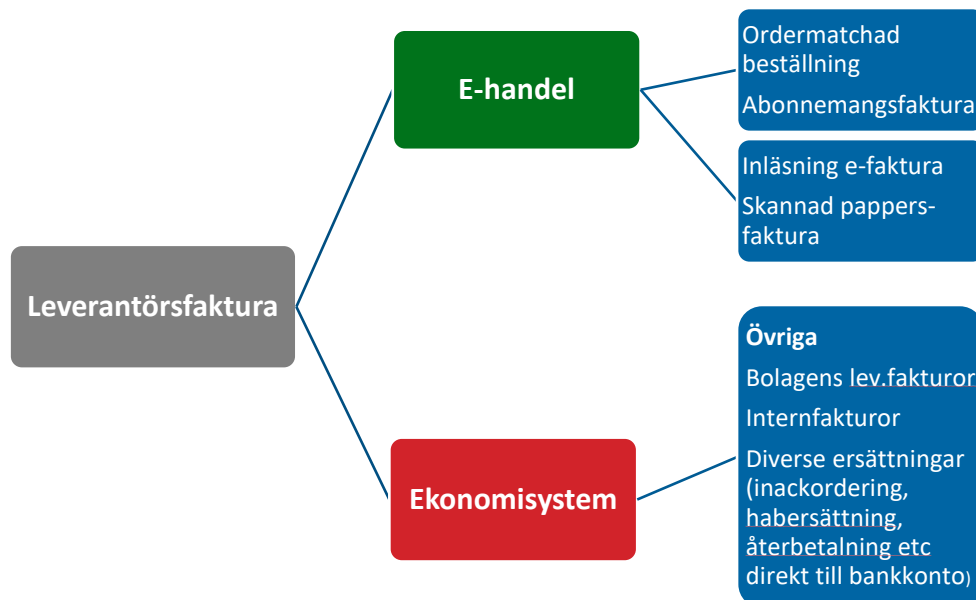 Leverantörsfaktura
E-handel
Ordermatchad
beställning
Abonnemangsfaktura
Inläsning e-faktura
Skannad pappers-
faktura
Ekonomisystem
Övriga
Bolagens lev.fakturor
Internfakturor
Diverse ersättningar
(inackordering,
habersättning,
återbetalning etc
direkt till bankkonto)